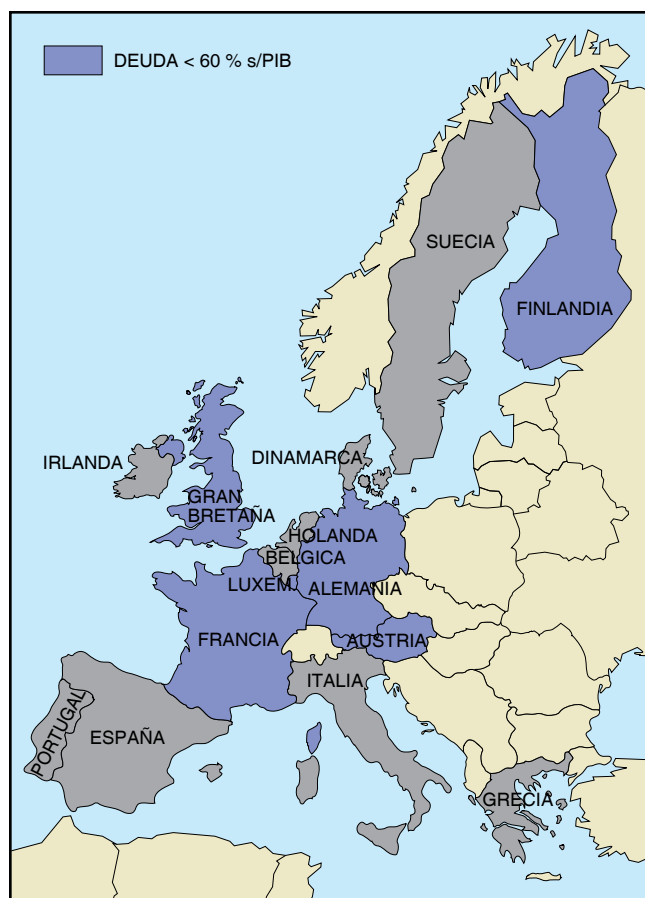 DEUDA < 60 % s/PIB
SUECIA
FINLANDIA
IRLANDA
DINAMARCA
GRAN
BRETAÑA
HOLANDA
BELGICA
LUXEM.
ALEMANIA
FRANCIA
AUSTRIA
ITALIA
PORTUGAL
ESPAÑA
GRECIA